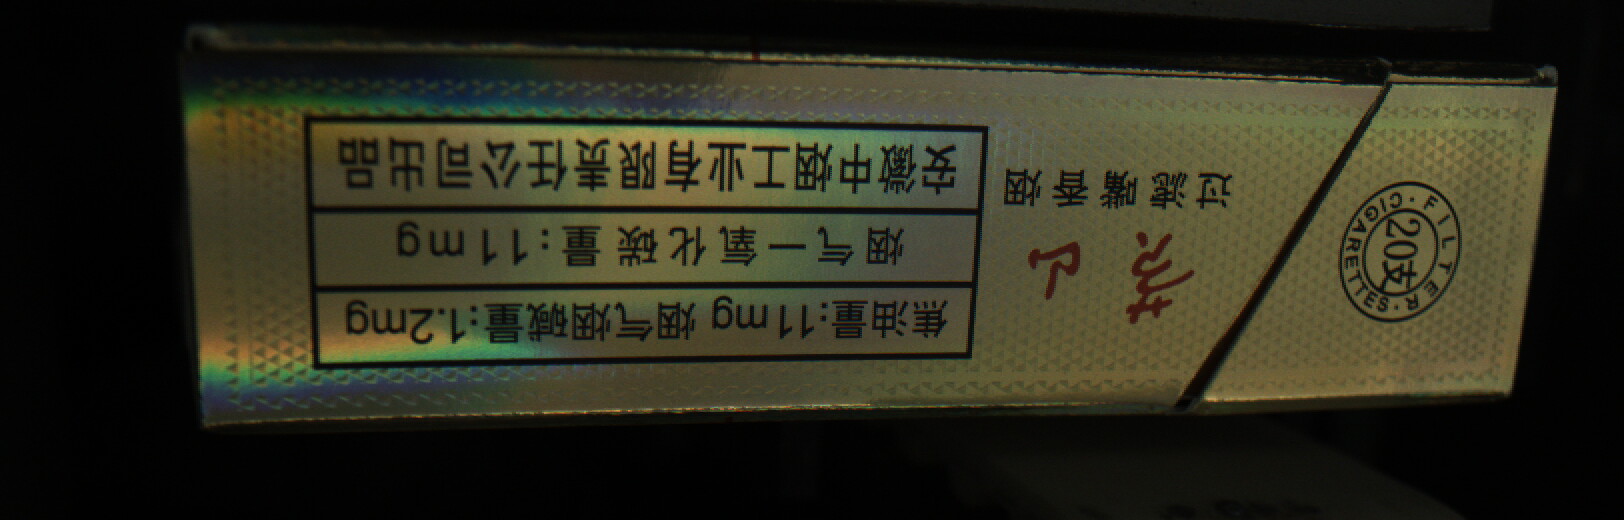 FILTER · CIGARETTES ·
20支
黄山
过滤嘴香烟
焦油量:11mg 烟气烟碱量:1.2mg
烟气一氧化碳量:11mg
安徽中烟工业有限责任公司出品